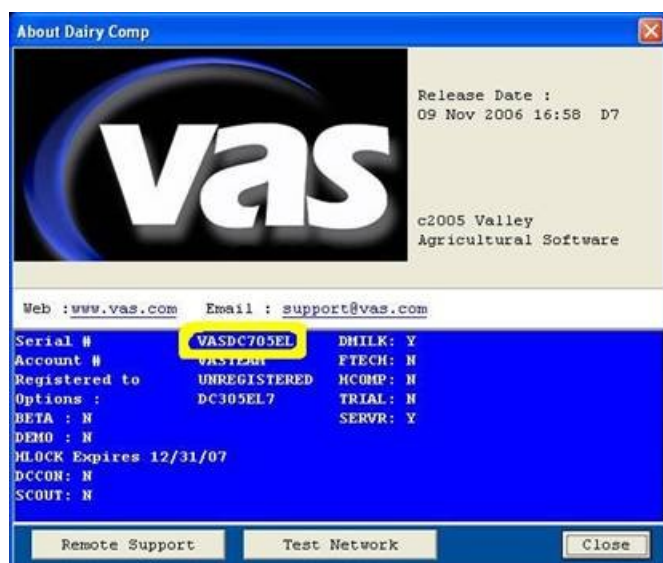 About Dairy Comp
vas
Release Date :
09 Nov 2006 16:58 D7
c2005 Valley
Agricultural Software
Web :www.vas.com Email : support@vas.com
Serial # VASDC705EL DMILK: Y
Account # VASTEAM FTECH: N
Registered to UNREGISTERED HCOMP: N
Options : DC305EL7 TRIAL: N
BETA : N SERVR: Y
DEMO : N
HLOCK Expires 12/31/07
DCCON: N
SCOUT: N
Remote Support Test Network Close